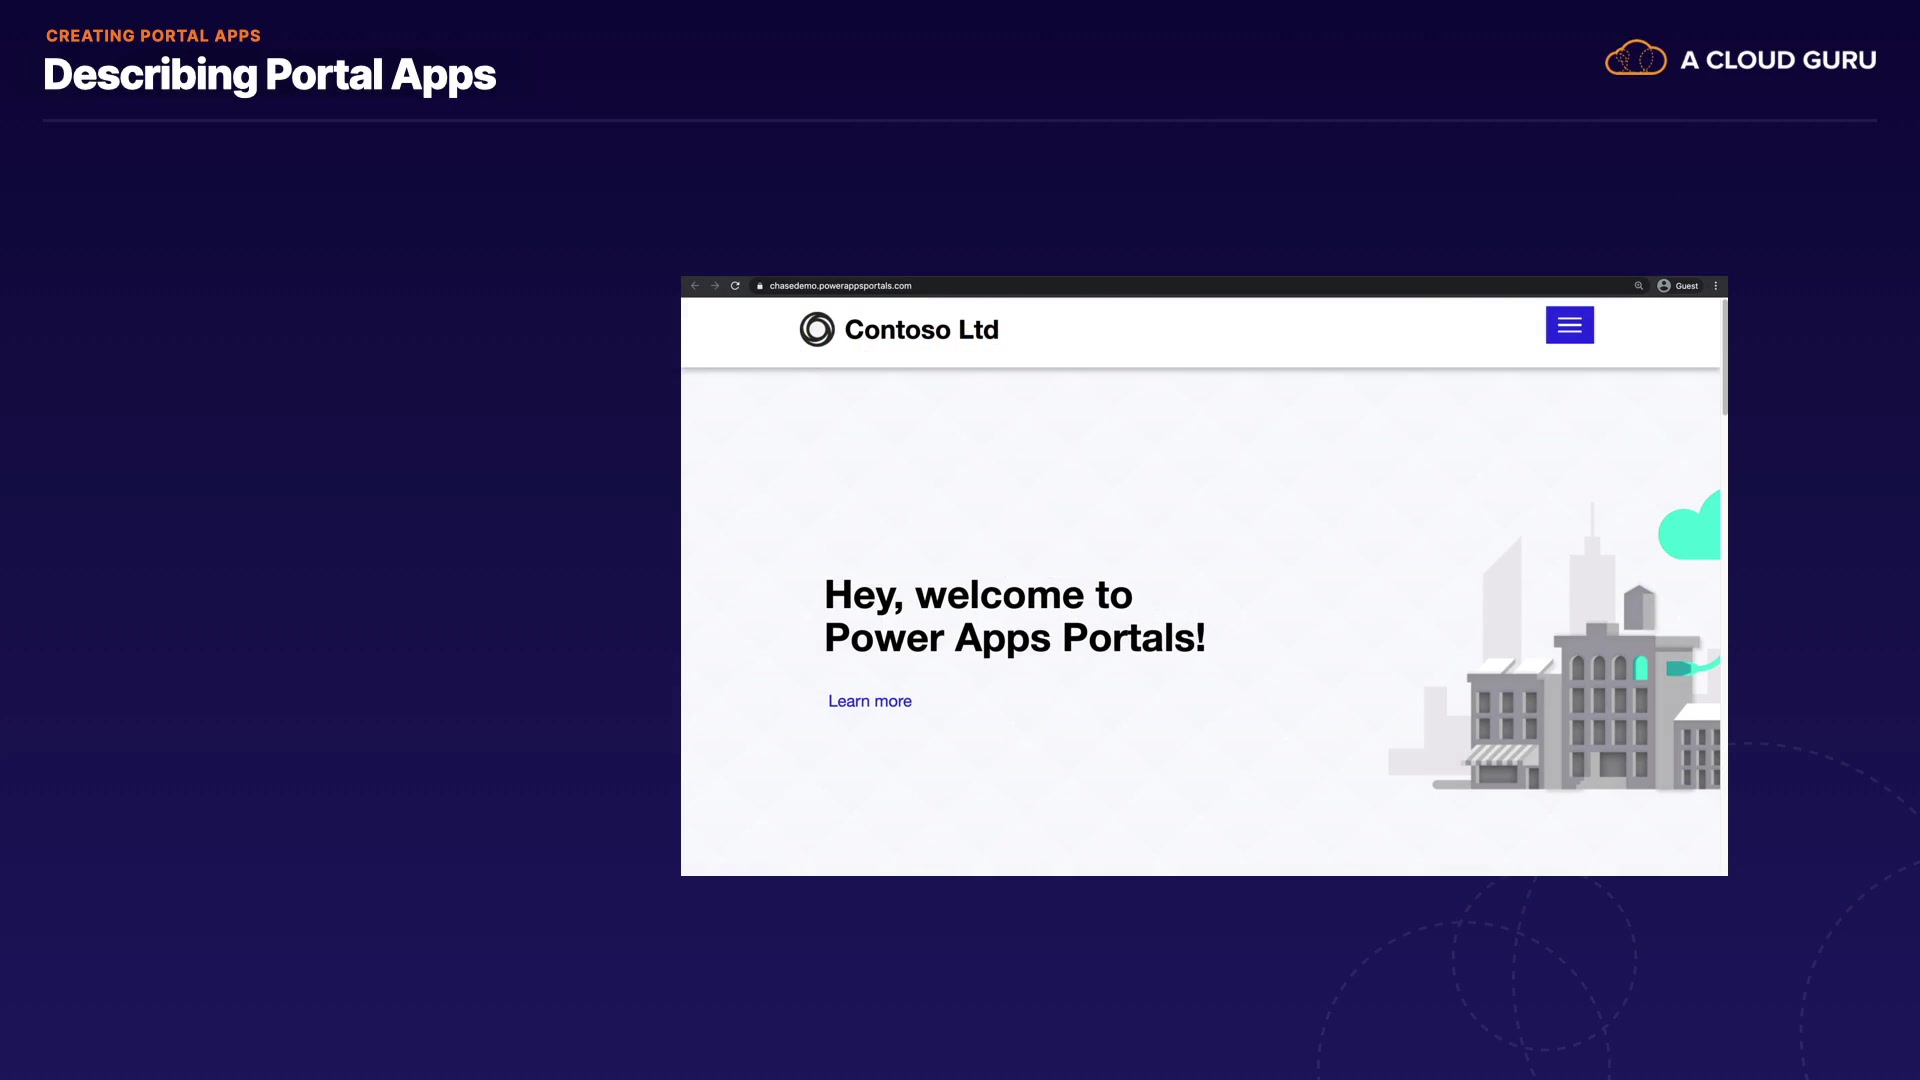 CREATING PORTAL APPS
Describing Portal Apps
A CLOUD GURU
chasedemo.powerappsportals.com
Guest
Contoso Ltd
Hey, welcome to
Power Apps Portals!
Learn more